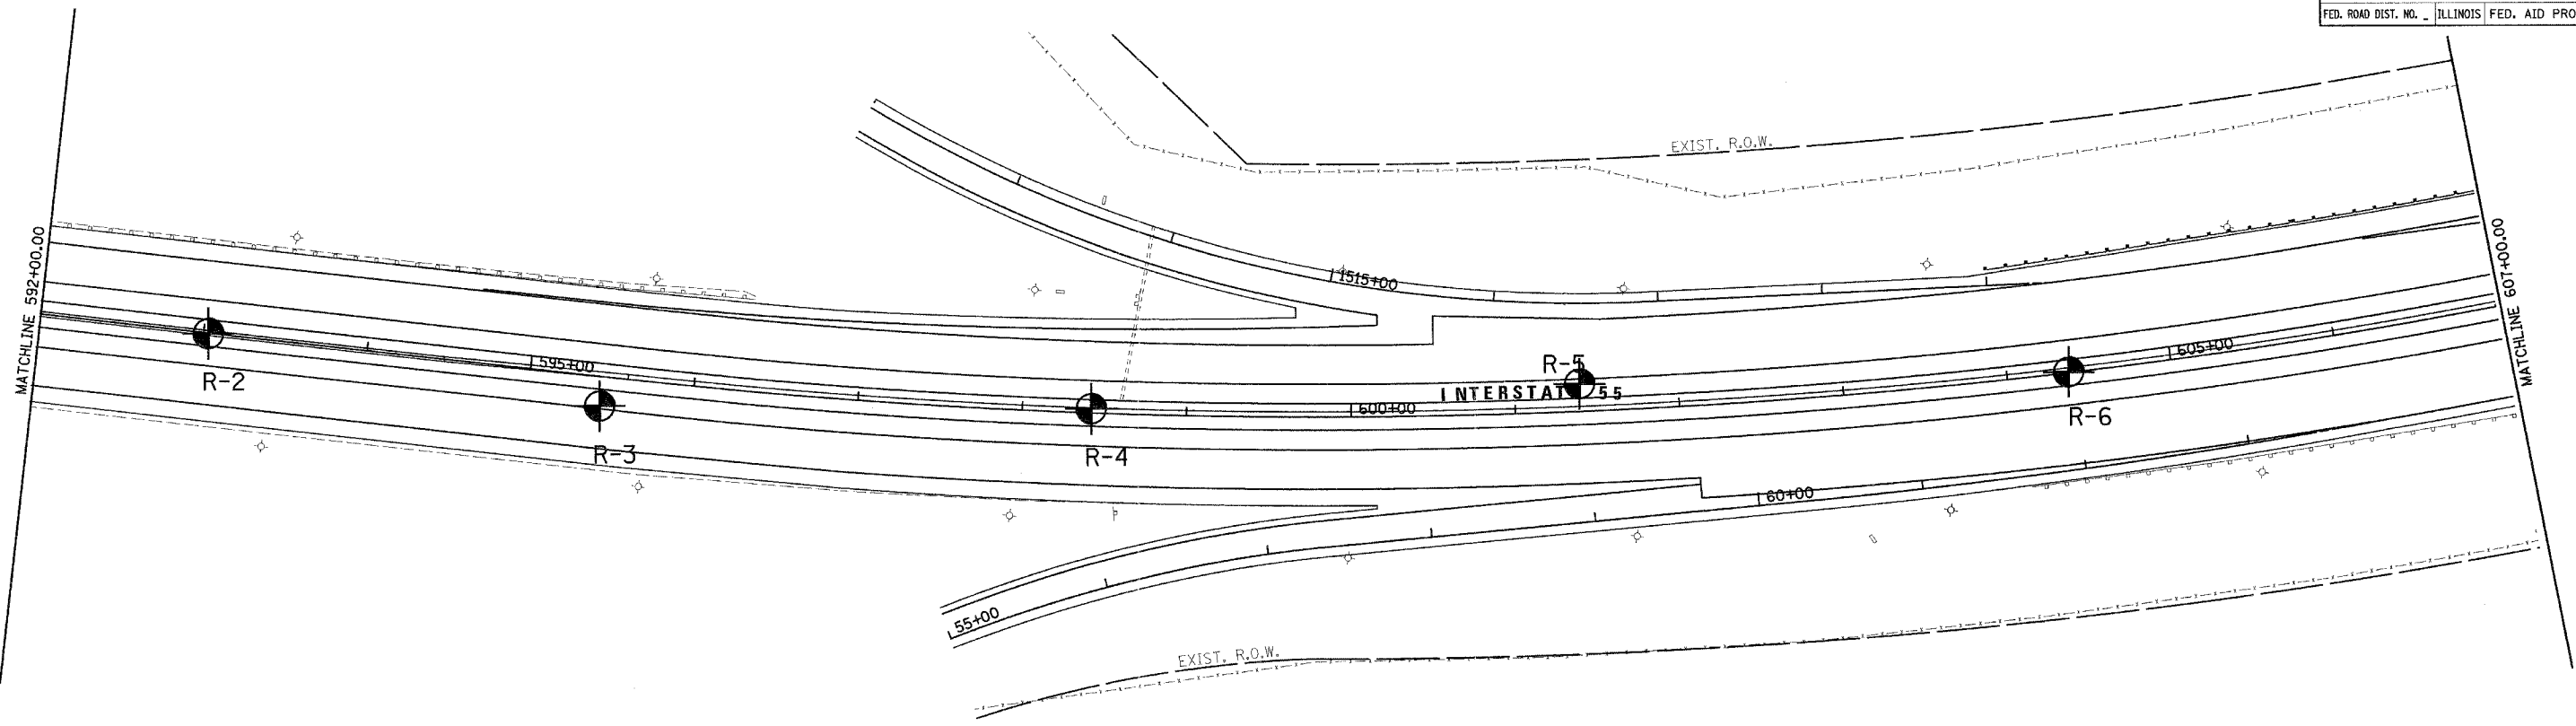 FED. ROAD DIST. NO. _ ILLINOIS FED. AID PRO
EXIST. R.O.W.
MATCHLINE 592+00.00
MATCHLINE 607+00.00
1515+00
595+00
605+00
R-2
R-5
INTERSTAT 55
600+00
R-6
R-3
R-4
60+00
55+00
EXIST. R.O.W.